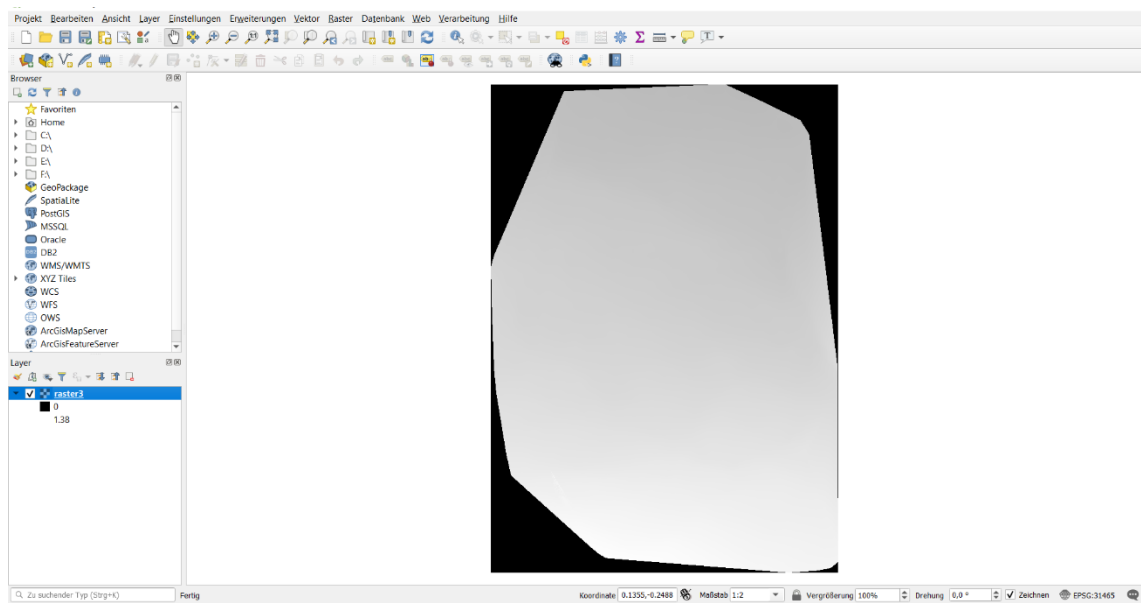 Projekt Bearbeiten Ansicht Layer Einstellungen Erweiterungen Vektor Raster Datenbank Web Verarbeitung Hilfe
Browser
Favoriten
Home
C:\
D:\
E:\
F:\
GeoPackage
SpatiaLite
PostGIS
MSSQL
Oracle
DB2
WMS/WMTS
XYZ Tiles
WCS
WFS
OWS
ArcGisMapServer
ArcGisFeatureServer
Layer
raster3
0
1.38
Zu suchender Typ (Strg+K) Fertig Koordinate 0.1355,-0.2488 Maßstab 1:2 Vergrößerung 100% Drehung 0,0 ° Zeichnen EPSG:31465